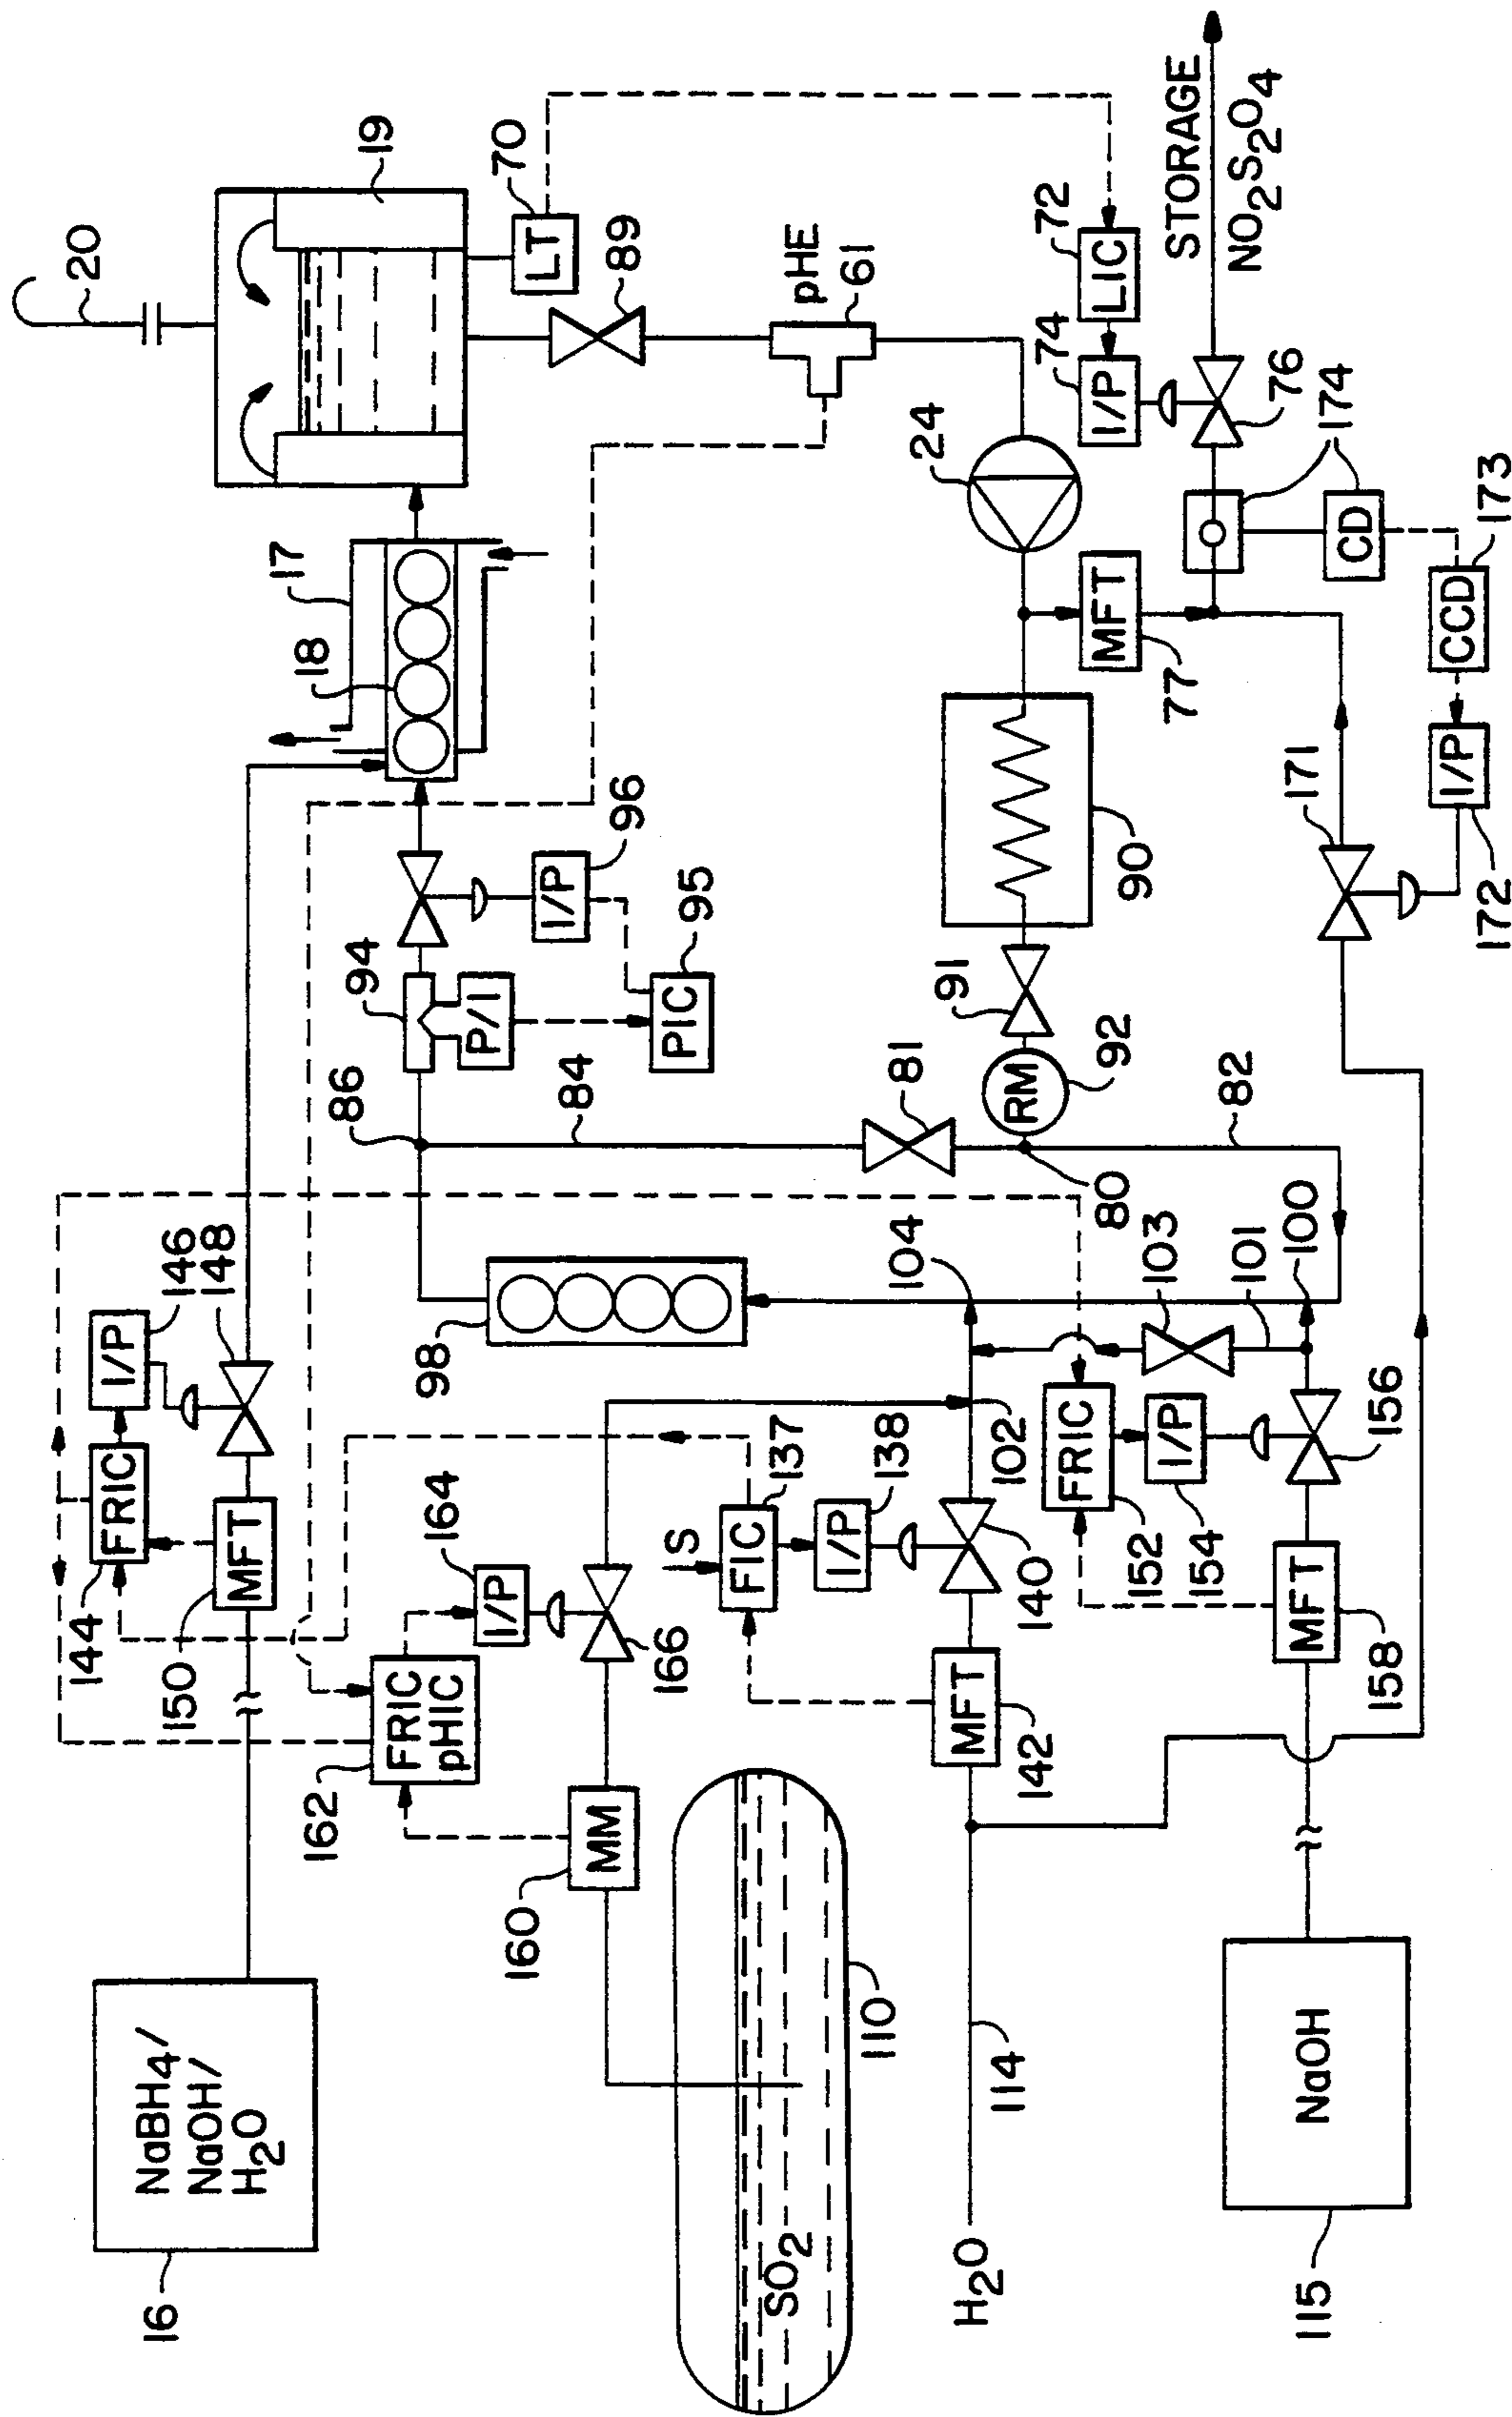 16
NaBH4/
NaOH/
H2O
144
FRIC
I/P
146
148
150
MFT
162
FRIC
pHIC
164
I/P
166
160
MM
SO2
110
S
FIC
137
I/P
138
140
102
MFT
142
H2O
114
115
NaOH
MFT
158
FRIC
152
I/P
154
156
103
101
100
104
98
86
84
81
80
82
RM
92
91
90
94
P/I
PIC
95
I/P
96
17
18
19
20
LT
70
89
pHE
61
24
LIC
72
I/P
74
76
MFT
77
174
CD
CCD
173
I/P
172
171
STORAGE
NO2S2O4